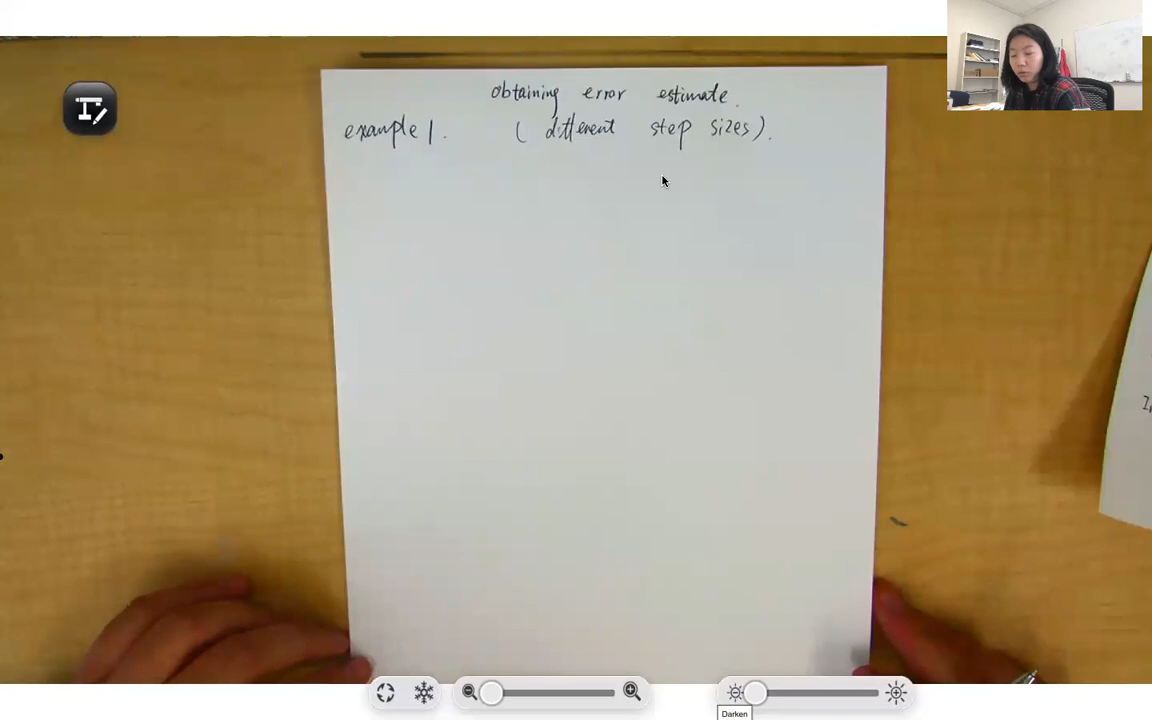 obtaining error estimate.
example 1. ( different step sizes ).
Darken